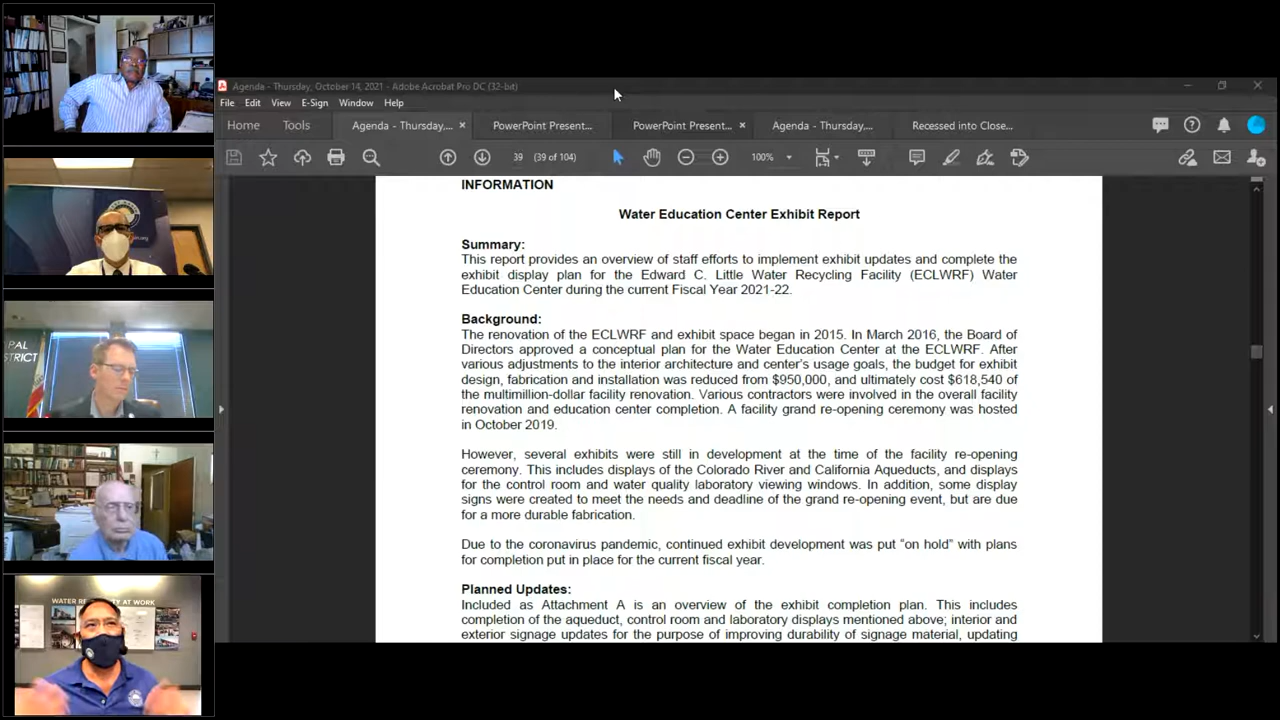 Agenda - Thursday, October 14, 2021 - Adobe Acrobat Pro DC (32-bit)
File Edit View E-Sign Window Help
Home Tools Agenda - Thursday,... PowerPoint Present... PowerPoint Present... Agenda - Thursday,... Recessed into Close...
39 (39 of 104) 100%
INFORMATION
Water Education Center Exhibit Report
Summary:
This report provides an overview of staff efforts to implement exhibit updates and complete the
exhibit display plan for the Edward C. Little Water Recycling Facility (ECLWRF) Water
Education Center during the current Fiscal Year 2021-22.
Background:
The renovation of the ECLWRF and exhibit space began in 2015. In March 2016, the Board of
Directors approved a conceptual plan for the Water Education Center at the ECLWRF. After
various adjustments to the interior architecture and center's usage goals, the budget for exhibit
design, fabrication and installation was reduced from $950,000, and ultimately cost $618,540 of
the multimillion-dollar facility renovation. Various contractors were involved in the overall facility
renovation and education center completion. A facility grand re-opening ceremony was hosted
in October 2019.
However, several exhibits were still in development at the time of the facility re-opening
ceremony. This includes displays of the Colorado River and California Aqueducts, and displays
for the control room and water quality laboratory viewing windows. In addition, some display
signs were created to meet the needs and deadline of the grand re-opening event, but are due
for a more durable fabrication.
Due to the coronavirus pandemic, continued exhibit development was put "on hold" with plans
for completion put in place for the current fiscal year.
Planned Updates:
Included as Attachment A is an overview of the exhibit completion plan. This includes
completion of the aqueduct, control room and laboratory displays mentioned above; interior and
exterior signage updates for the purpose of improving durability of signage material, updating
PAL
STRICT